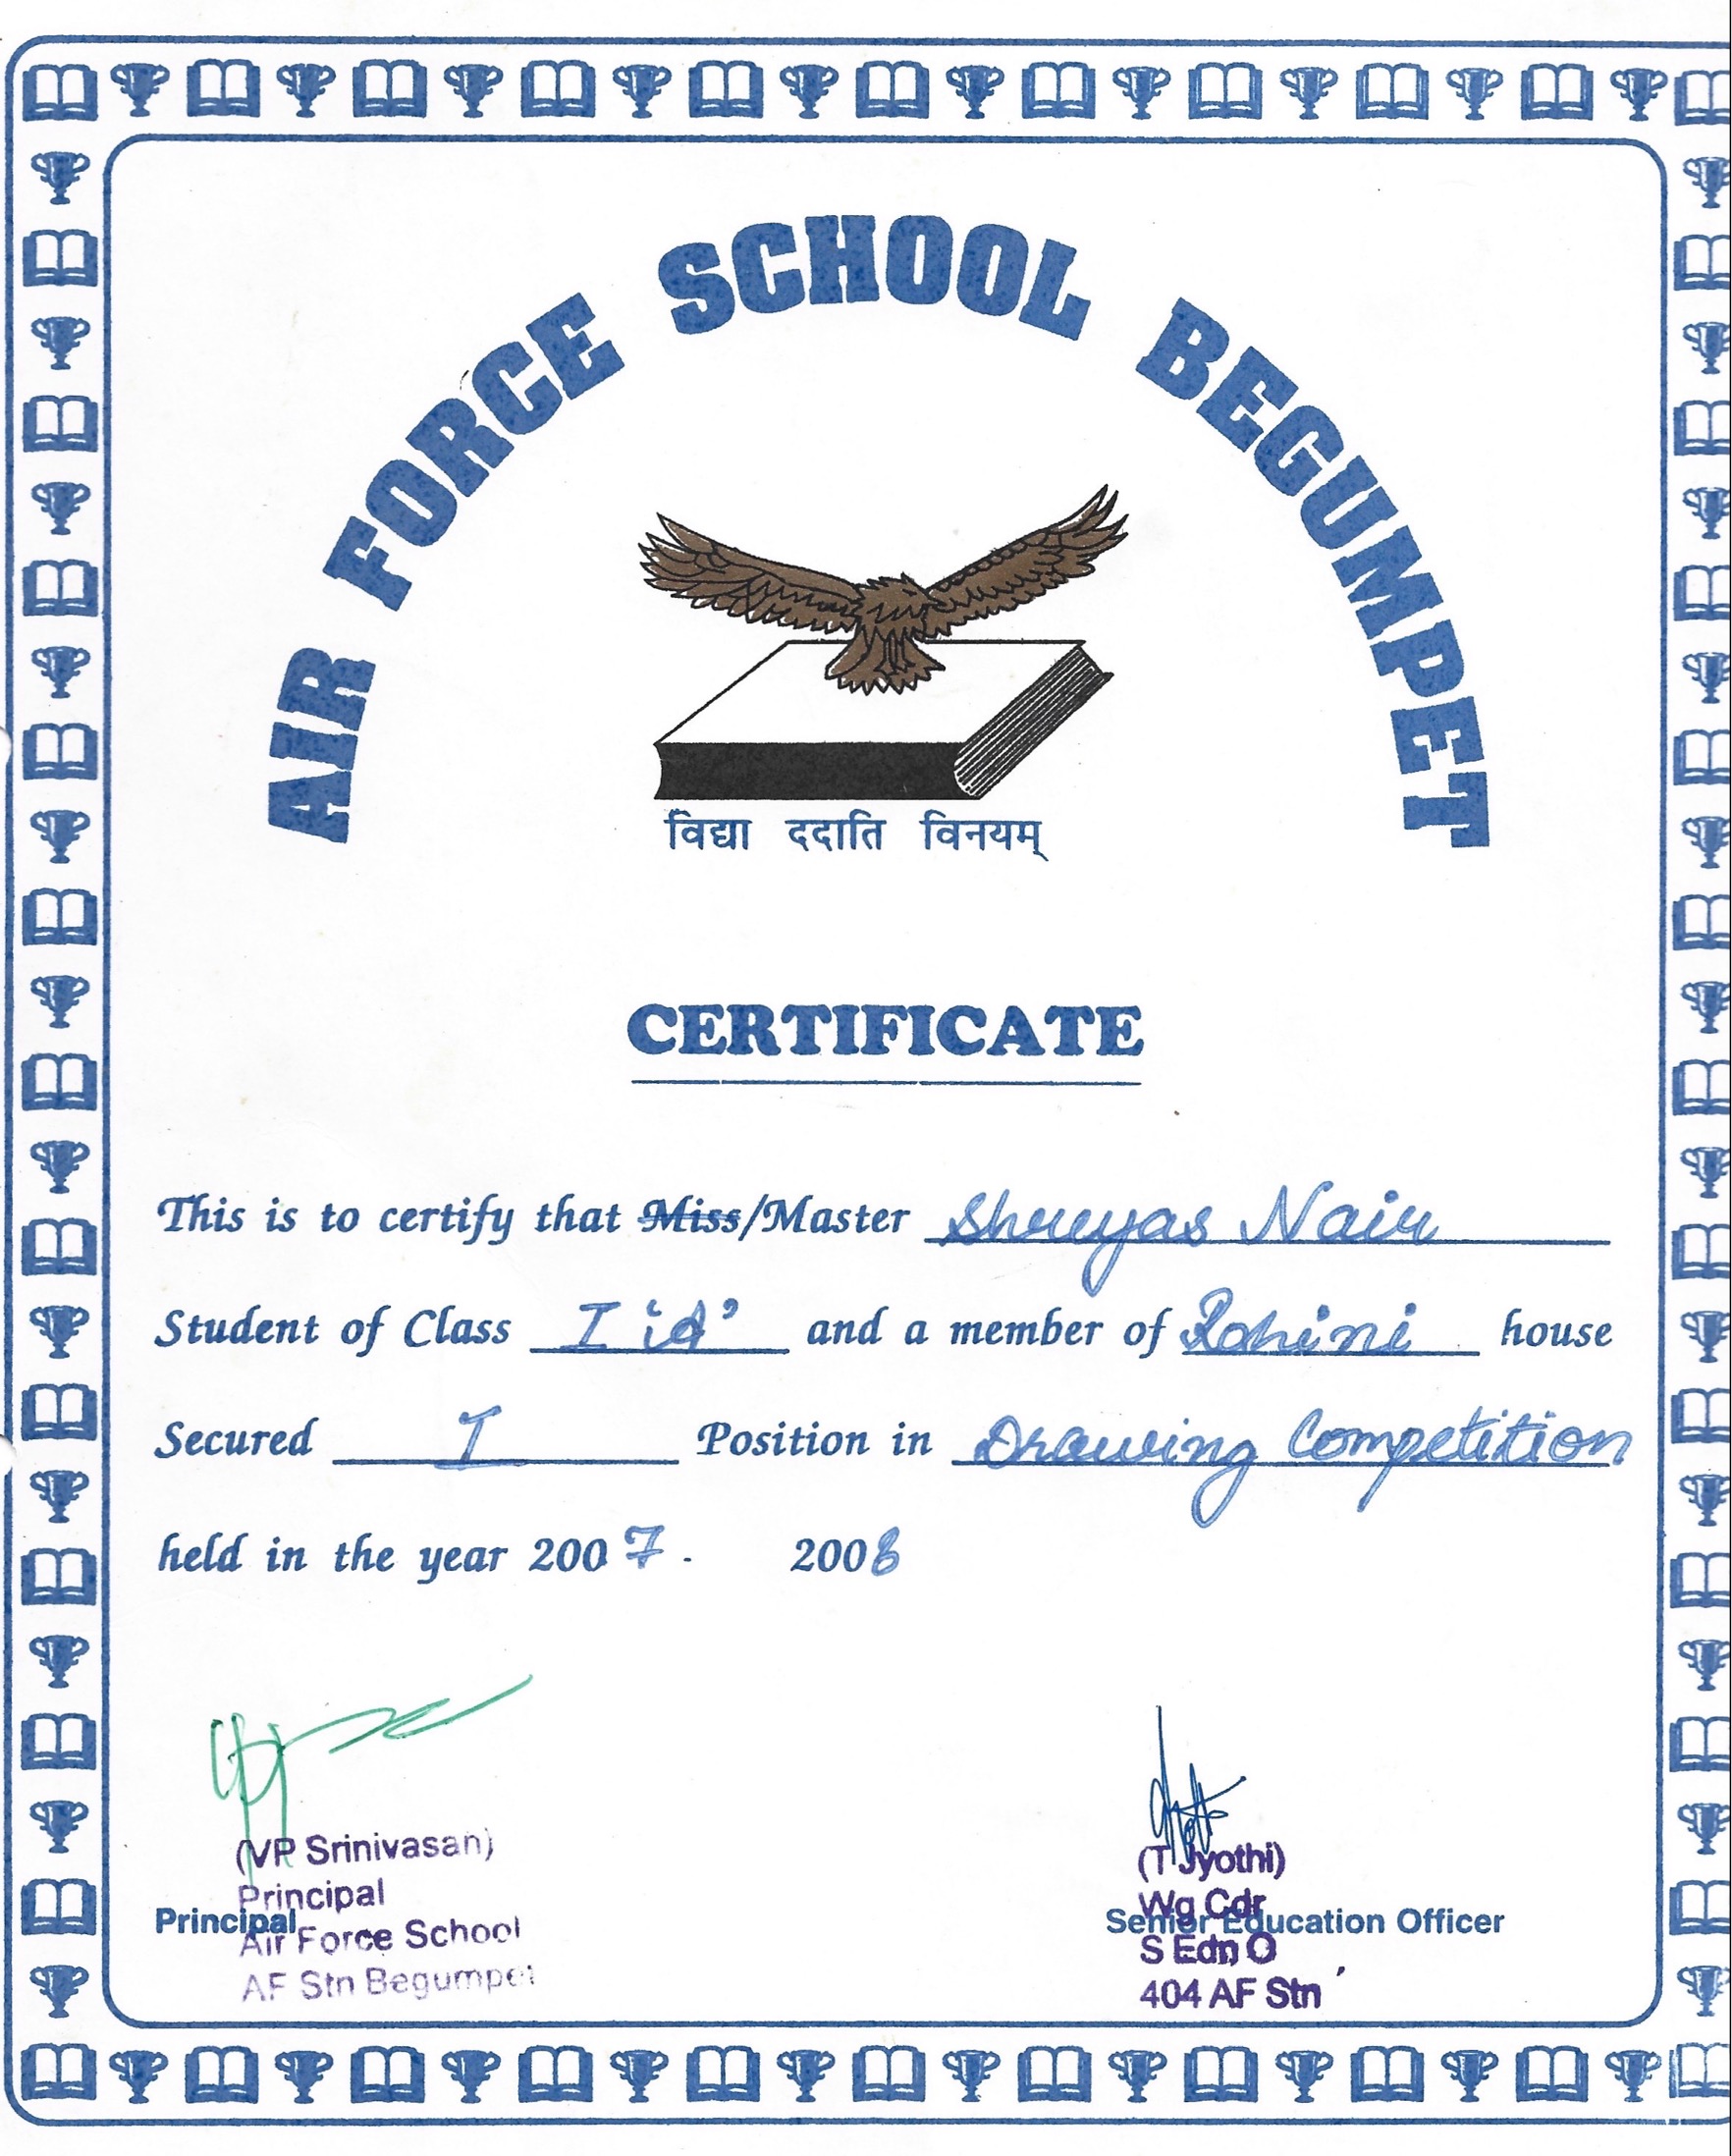 AIR FORCE SCHOOL BEGUMPET
विद्या ददाति विनयम्
CERTIFICATE
This is to certify that Miss/Master Shreyas Nair
Student of Class I 'A' and a member of Rohini house
Secured I Position in Drawing Competition
held in the year 2007 - 2008
(VP Srinivasan)
Principal
Principal
Air Force School
AF Stn Begumpet
(T Jyothi)
Wg Cdr
Senior Education Officer
S Edn O
404 AF Stn